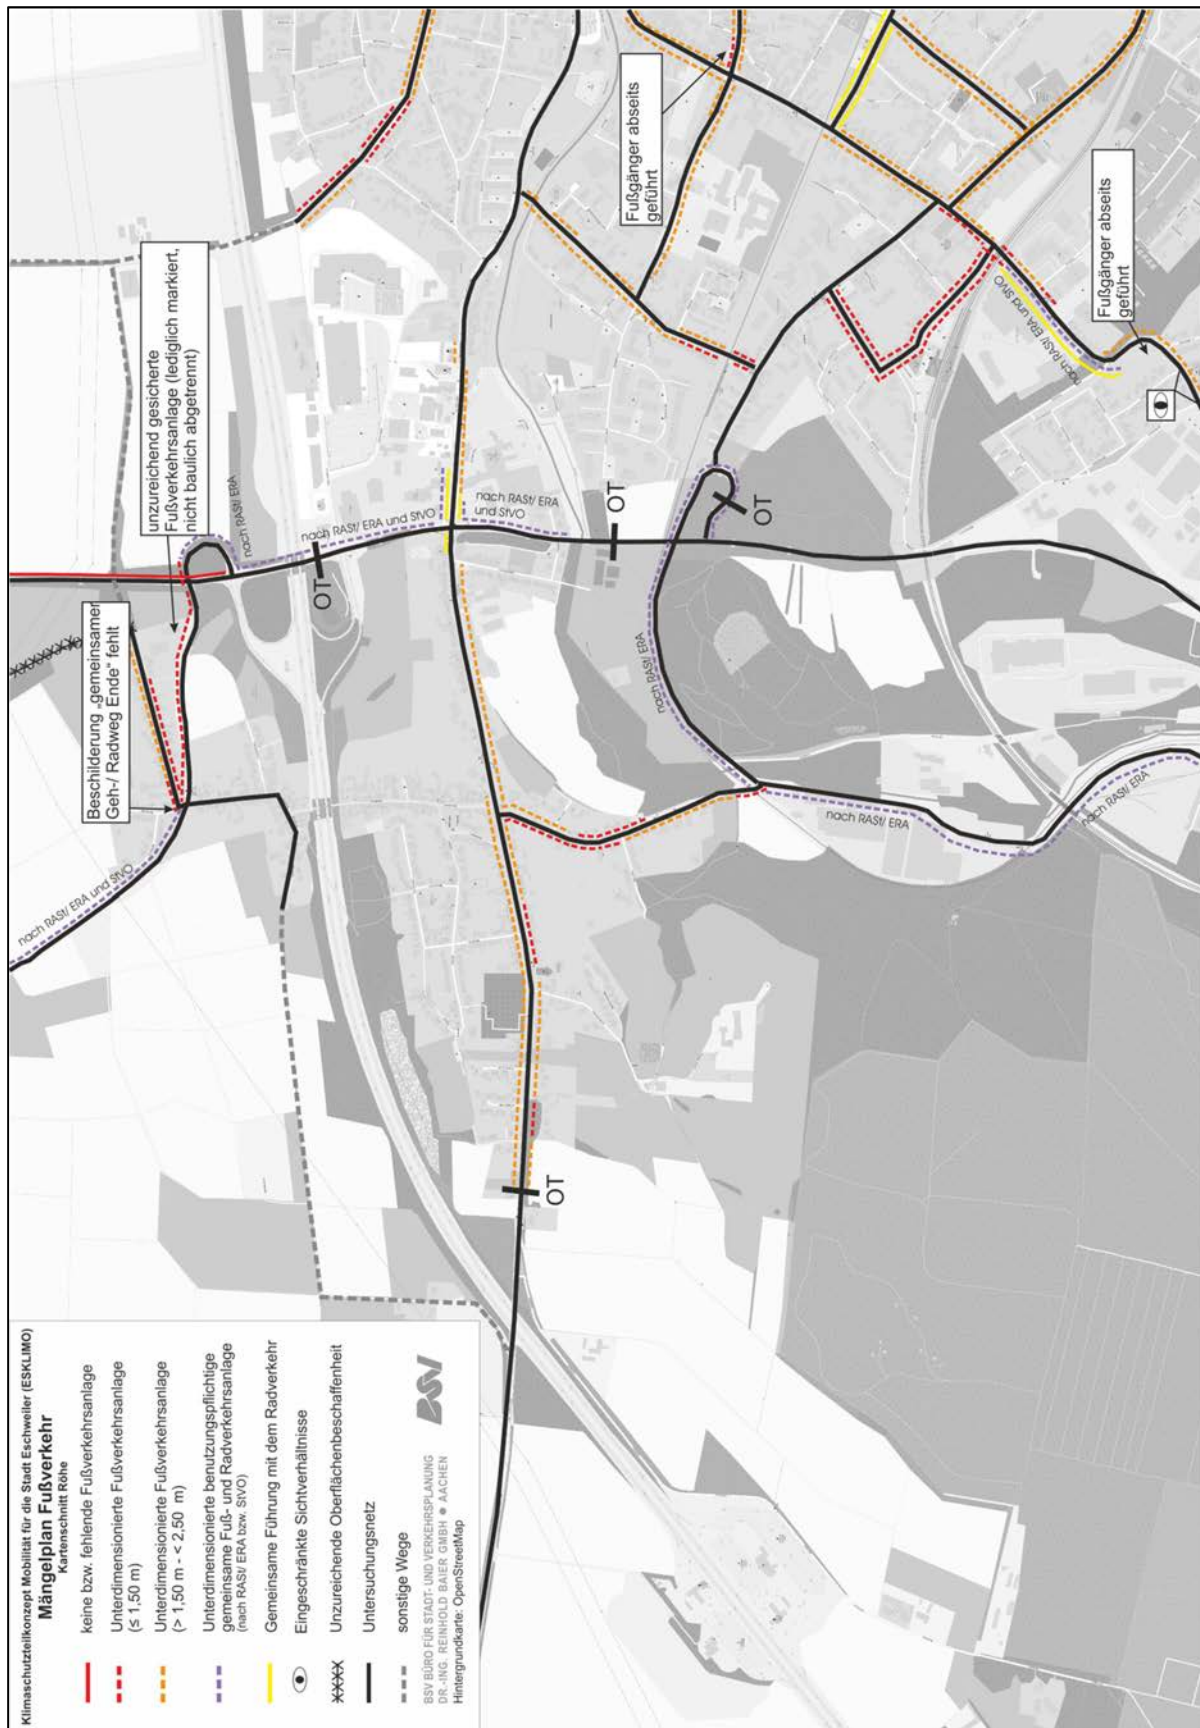 Klimaschutzteilkonzept Mobilität für die Stadt Eschweiler (ESKLIMO)
Mängelplan Fußverkehr
Kartenschnitt Röhe
keine bzw. fehlende Fußverkehrsanlage
Unterdimensionierte Fußverkehrsanlage
(≤ 1,50 m)
Unterdimensionierte Fußverkehrsanlage
(> 1,50 m - < 2,50 m)
Unterdimensionierte benutzungspflichtige
gemeinsame Fuß- und Radverkehrsanlage
(nach RASt/ ERA bzw. StVO)
Gemeinsame Führung mit dem Radverkehr
Eingeschränkte Sichtverhältnisse
XXXX Unzureichende Oberflächenbeschaffenheit
Untersuchungsnetz
sonstige Wege
BSV BÜRO FÜR STADT- UND VERKEHRSPLANUNG
DR.-ING. REINHOLD BAIER GMBH ● AACHEN
Hintergrundkarte: OpenStreetMap
BSV
nach RASt/ ERA und StVO
Beschilderung „gemeinsamer
Geh-/ Radweg Ende“ fehlt
XXXXXXX
unzureichend gesicherte
Fußverkehrsanlage (lediglich markiert,
nicht baulich abgetrennt)
nach RASt/ ERA
nach RASt/ ERA und StVO
OT
nach RASt/ ERA
und StVO
OT
OT
OT
nach RASt/ ERA
nach RASt/ ERA
nach RASt/ ERA
Fußgänger abseits
geführt
nach RASt/ ERA und StVO
Fußgänger abseits
geführt